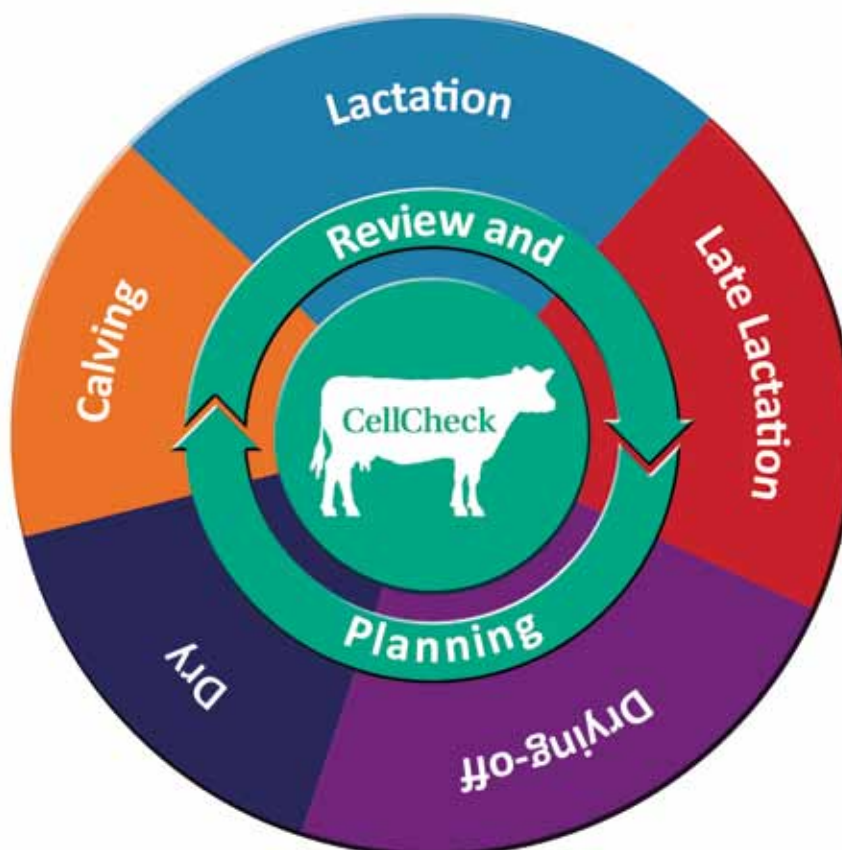 Lactation
Late Lactation
Drying-off
Dry
Calving
Review and
Planning
CellCheck